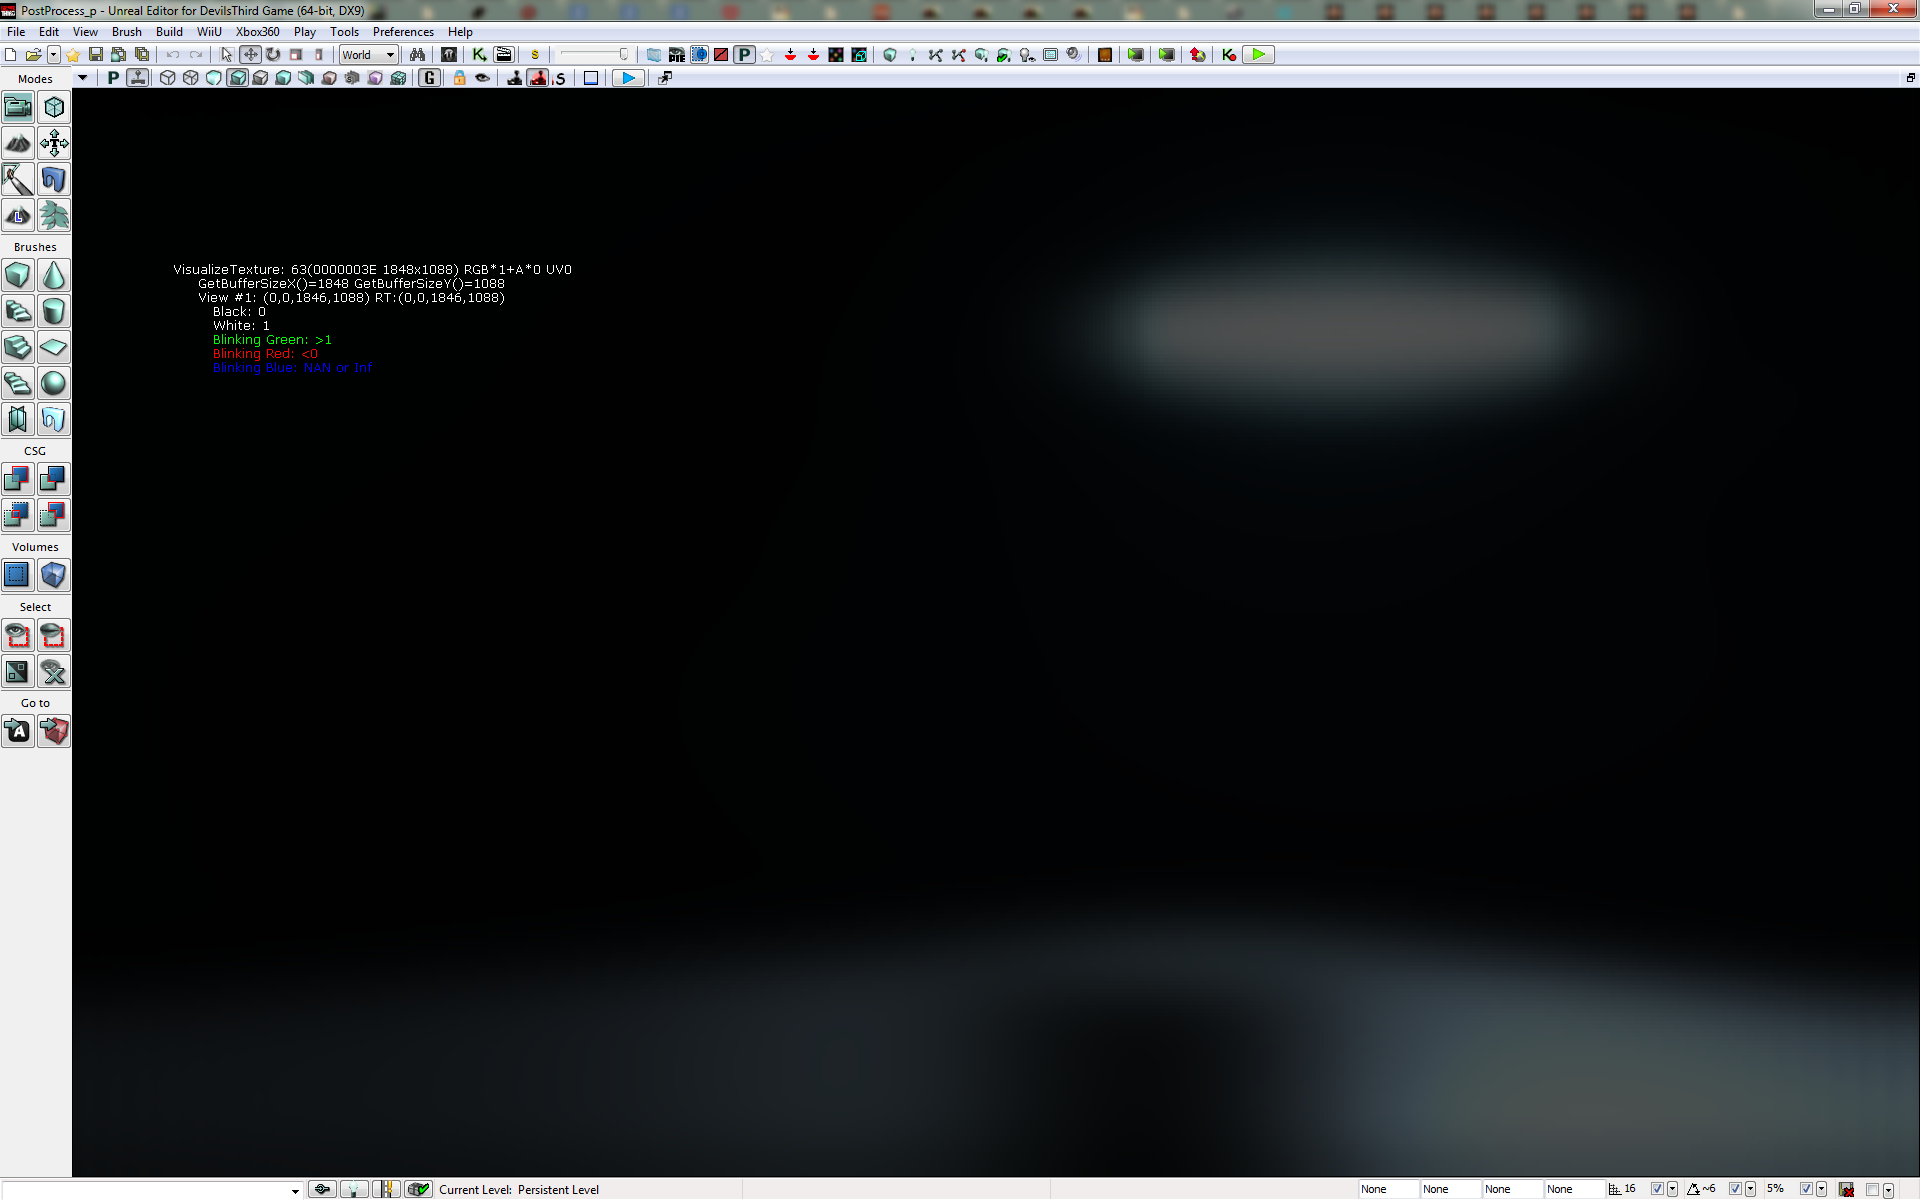 PostProcess_p - Unreal Editor for DevilsThird Game (64-bit, DX9)
File Edit View Brush Build WiiU Xbox360 Play Tools Preferences Help
World
Modes
P
G
S
Brushes
CSG
Volumes
Select
Go to
VisualizeTexture: 63(0000003E 1848x1088) RGB*1+A*0 UV0
GetBufferSizeX()=1848 GetBufferSizeY()=1088
View #1: (0,0,1846,1088) RT:(0,0,1846,1088)
Black: 0
White: 1
Blinking Green: >1
Blinking Red: <0
Blinking Blue: NAN or Inf
Current Level: Persistent Level
None None None None 16 ~6 5%